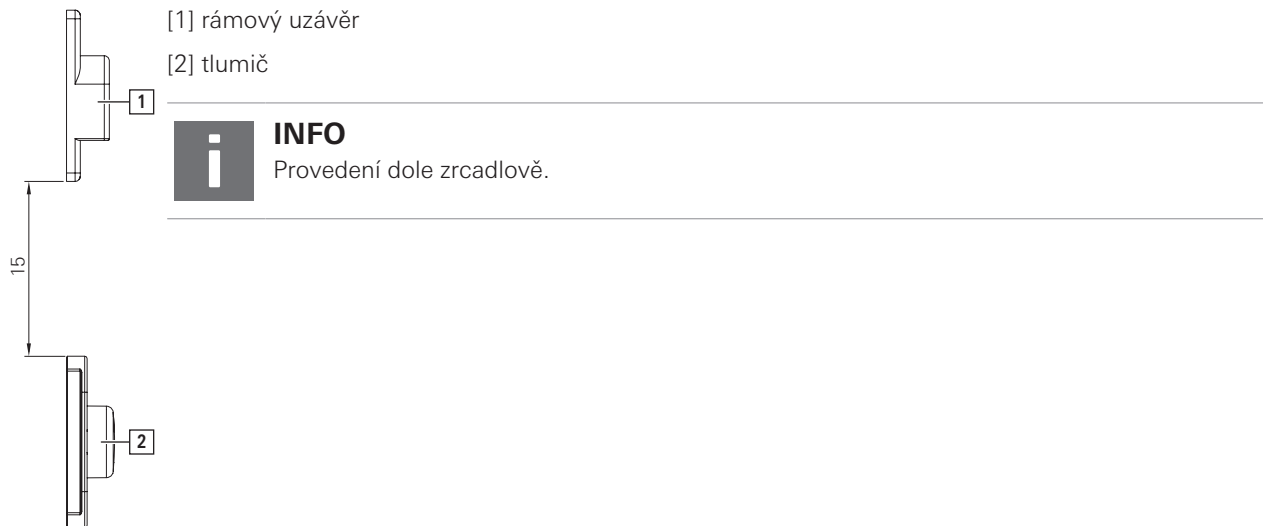 [1] rámový uzávěr
[2] tlumič
1
i
INFO
Provedení dole zrcadlově.
15
2